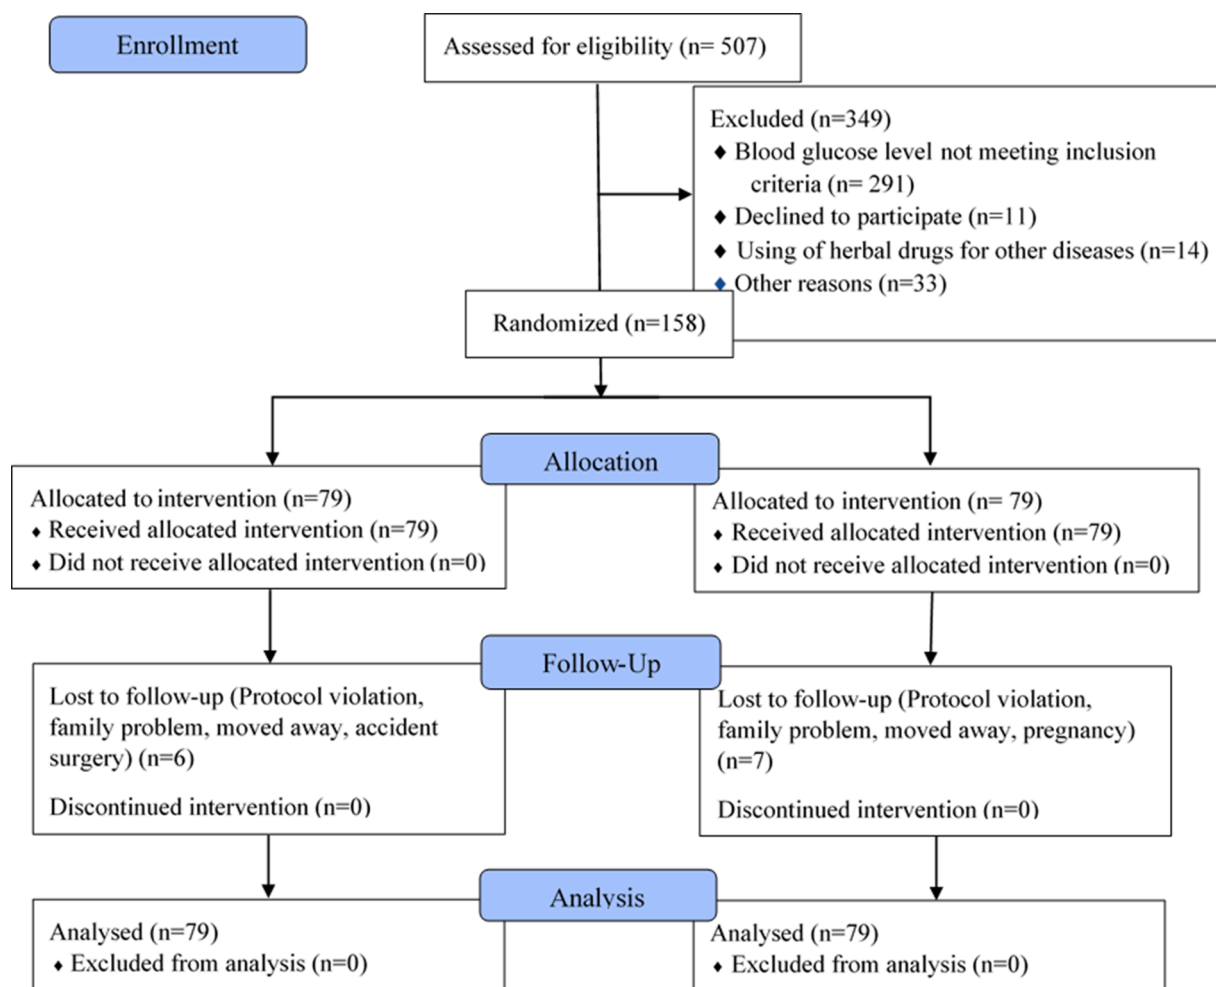 Enrollment
Assessed for eligibility (n= 507)
Excluded (n=349)
♦ Blood glucose level not meeting inclusion
criteria (n= 291)
♦ Declined to participate (n=11)
♦ Using of herbal drugs for other diseases (n=14)
♦ Other reasons (n=33)
Randomized (n=158)
Allocation
Allocated to intervention (n=79)
♦ Received allocated intervention (n=79)
♦ Did not receive allocated intervention (n=0)
Allocated to intervention (n= 79)
♦ Received allocated intervention (n=79)
♦ Did not receive allocated intervention (n=0)
Follow-Up
Lost to follow-up (Protocol violation,
family problem, moved away, accident
surgery) (n=6)
Discontinued intervention (n=0)
Lost to follow-up (Protocol violation,
family problem, moved away, pregnancy)
(n=7)
Discontinued intervention (n=0)
Analysis
Analysed (n=79)
♦ Excluded from analysis (n=0)
Analysed (n=79)
♦ Excluded from analysis (n=0)